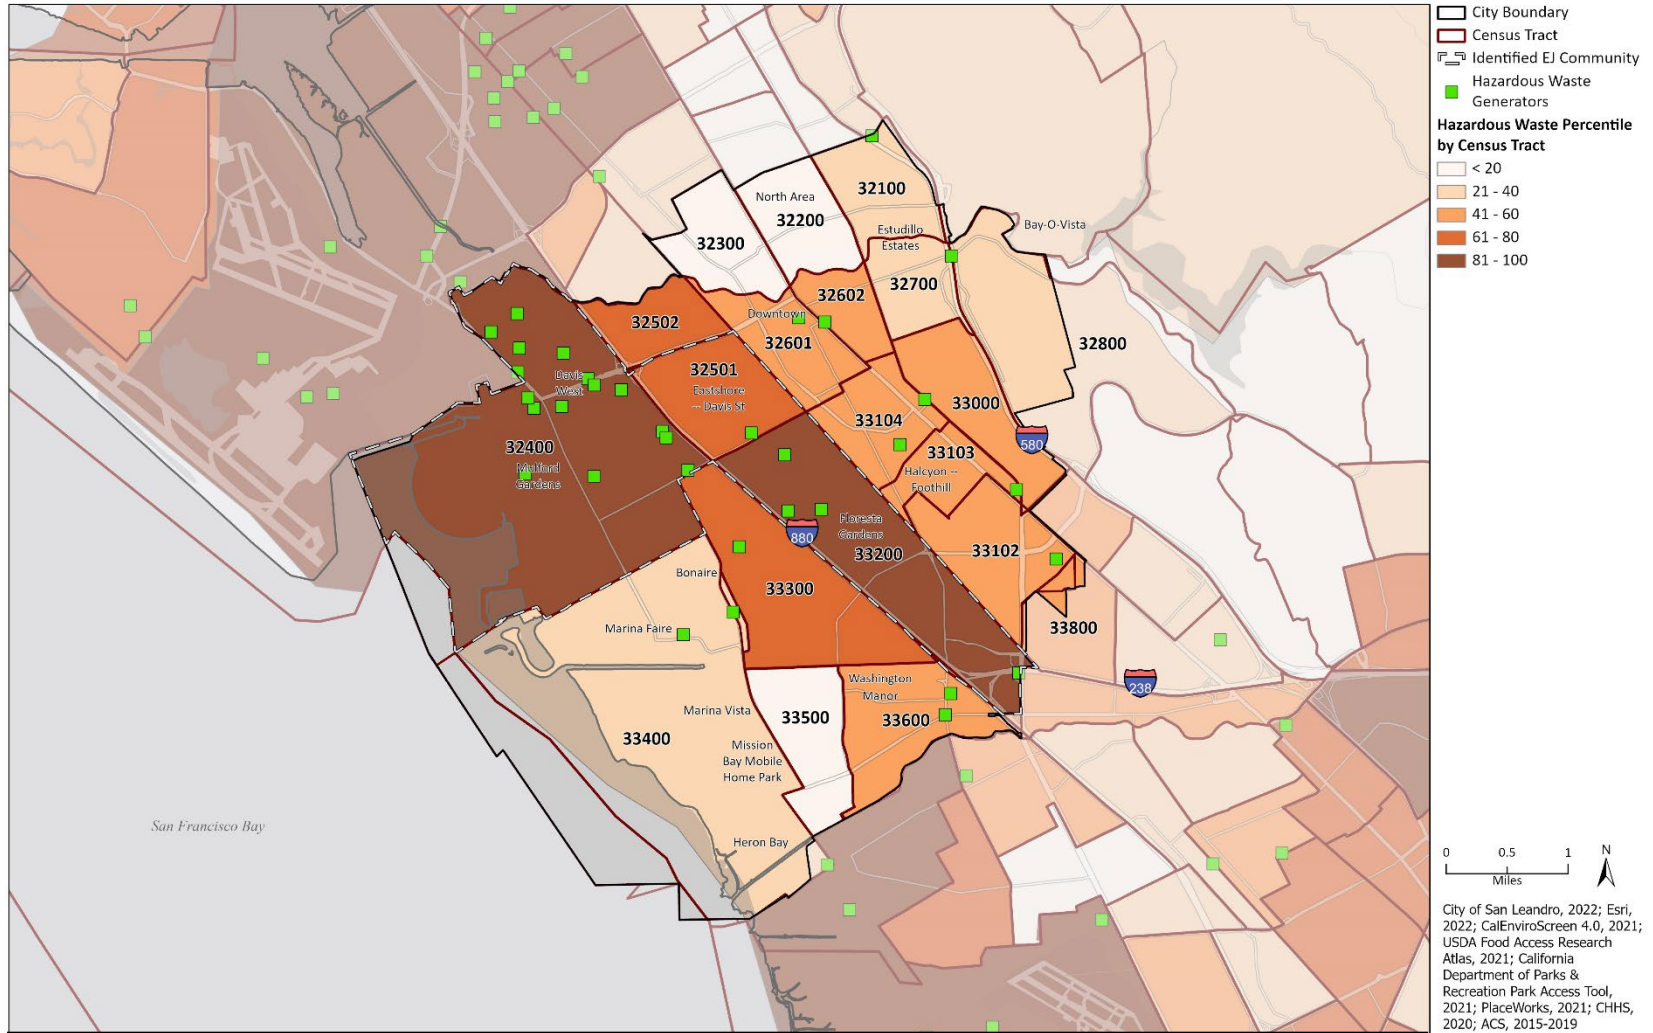 City Boundary
Census Tract
Identified EJ Community
Hazardous Waste
Generators
Hazardous Waste Percentile
by Census Tract
< 20
21 - 40
41 - 60
61 - 80
81 - 100
North Area
32100
32200
Estudillo
Estates
Bay-O-Vista
32300
32700
32602
32502
Downtown
32601
32800
Davis
West
32501
Eastshore
-- Davis St
33000
33104
32400
Mulford
Gardens
33103
Halcyon --
Foothill
580
Floresta
Gardens
880
33200
33102
Bonaire
33300
Marina Faire
33800
Washington
Manor
238
Marina Vista
33500
33600
33400
Mission
Bay Mobile
Home Park
San Francisco Bay
Heron Bay
0 0.5 1
Miles
N
City of San Leandro, 2022; Esri,
2022; CalEnviroScreen 4.0, 2021;
USDA Food Access Research
Atlas, 2021; California
Department of Parks &
Recreation Park Access Tool,
2021; PlaceWorks, 2021; CHHS,
2020; ACS, 2015-2019